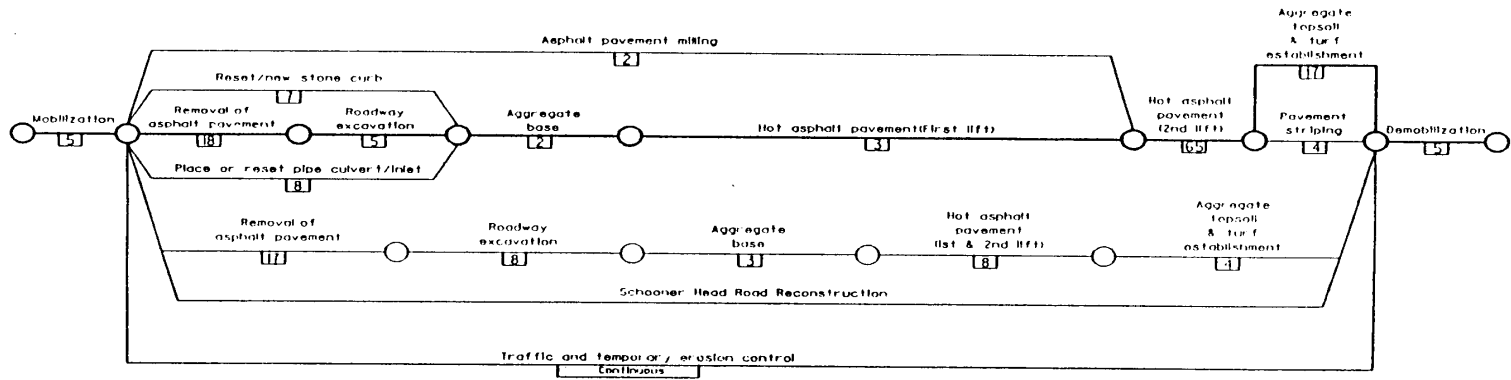 Asphalt pavement milling
2
Aggregate
topsoil
& turf
establishment
17
Reset/new stone curb
7
Mobilization
5
Removal of
asphalt pavement
18
Roadway
excavation
5
Aggregate
base
2
Hot asphalt pavement(First lift)
3
Hot asphalt
pavement
(2nd lift)
65
Pavement
striping
4
Demobilization
5
Place or reset pipe culvert/inlet
8
Removal of
asphalt pavement
17
Roadway
excavation
8
Aggregate
base
3
Hot asphalt
pavement
(1st & 2nd lift)
8
Aggregate
topsoil
& turf
establishment
4
Schooner Head Road Reconstruction
Traffic and temporary erosion control
Continuous